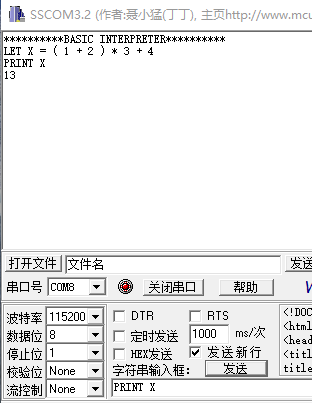 SSCOM3.2 (作者:聂小猛(丁丁), 主页http://www.mcu
**********BASIC INTERPRETER**********
LET X = ( 1 + 2 ) * 3 + 4
PRINT X
13
打开文件 文件名 发送
串口号 COM8 关闭串口 帮助
波特率 115200 DTR RTS
数据位 8 定时发送 1000 ms/次
停止位 1 HEX发送 发送新行
校验位 None 字符串输入框: 发送
流控制 None PRINT X
<!DOC
<html
<head
<title
title